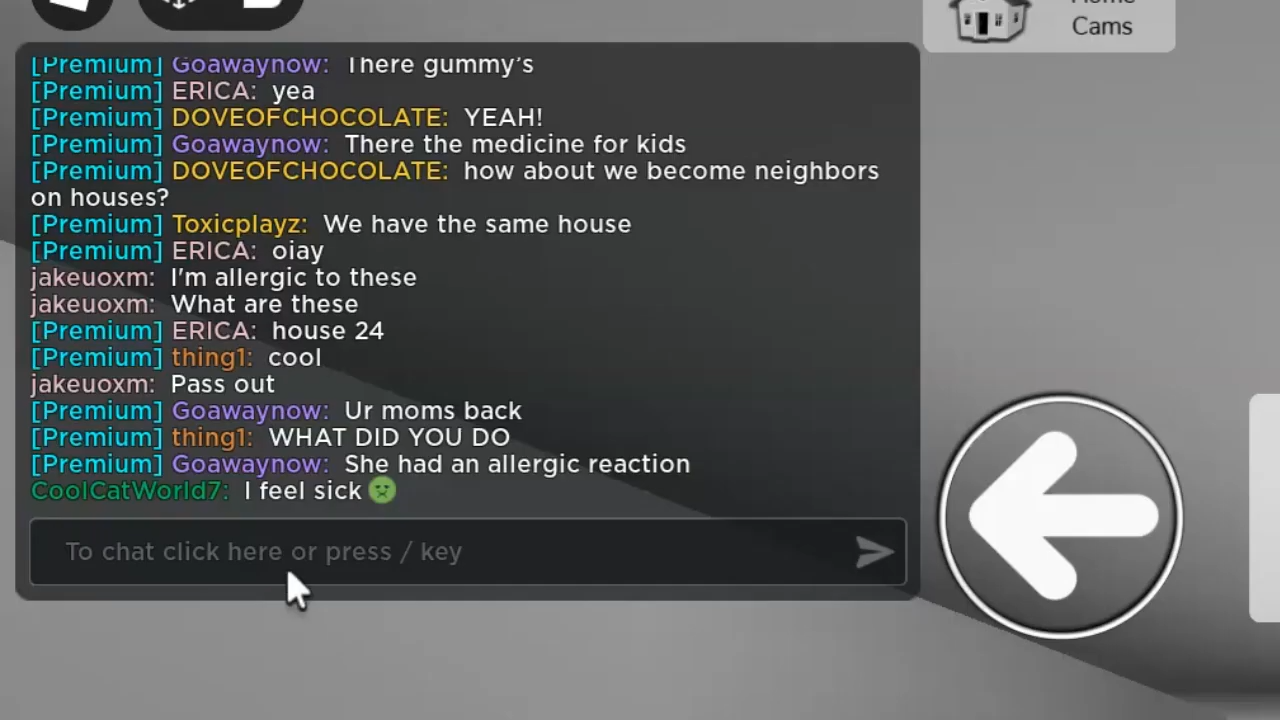 Home
Cams
[Premium] Goawaynow: There gummy's
[Premium] ERICA: yea
[Premium] DOVEOFCHOCOLATE: YEAH!
[Premium] Goawaynow: There the medicine for kids
[Premium] DOVEOFCHOCOLATE: how about we become neighbors
on houses?
[Premium] Toxicplayz: We have the same house
[Premium] ERICA: oiay
jakeuoxm: I'm allergic to these
jakeuoxm: What are these
[Premium] ERICA: house 24
[Premium] thing1: cool
jakeuoxm: Pass out
[Premium] Goawaynow: Ur moms back
[Premium] thing1: WHAT DID YOU DO
[Premium] Goawaynow: She had an allergic reaction
CoolCatWorld7: I feel sick
To chat click here or press / key